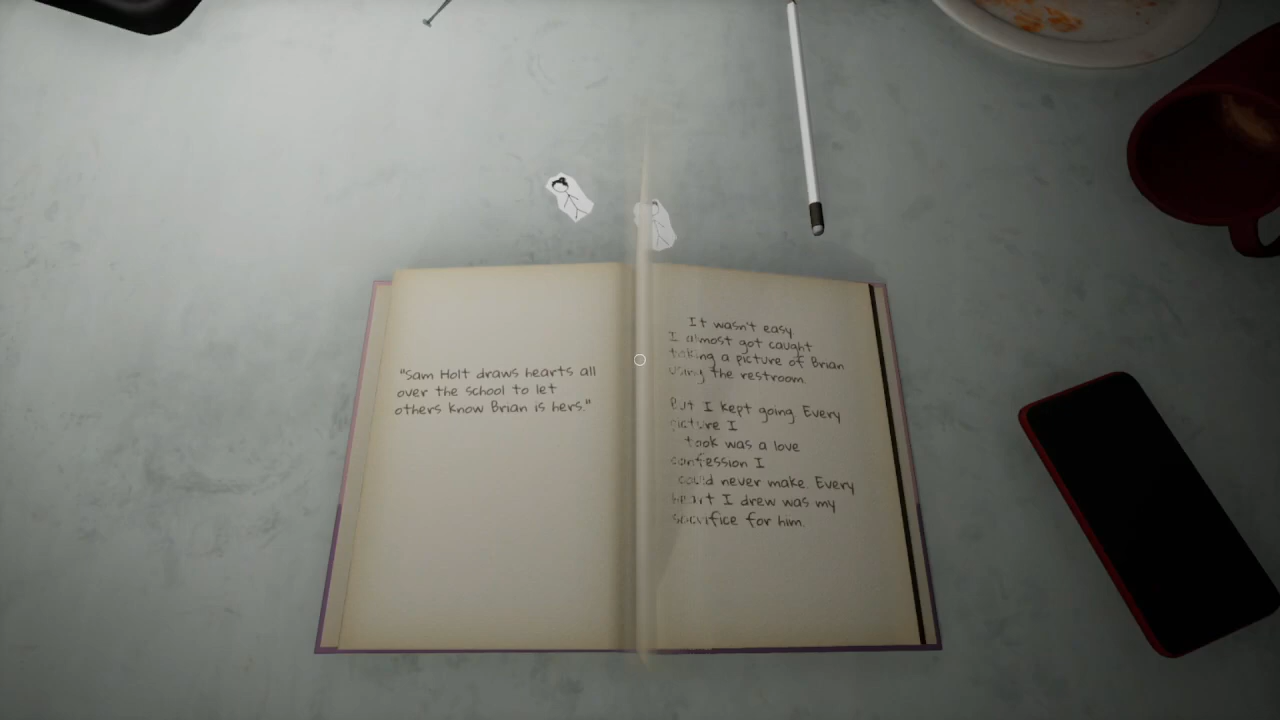 "Sam Holt draws hearts all
over the school to let
others know Brian is hers."
It wasn't easy
I almost got caught
taking a picture of Brian
using the restroom.
But I kept going Every
picture I
took was a love
confession I
could never make. Every
heart I drew was my
sacrifice for him.